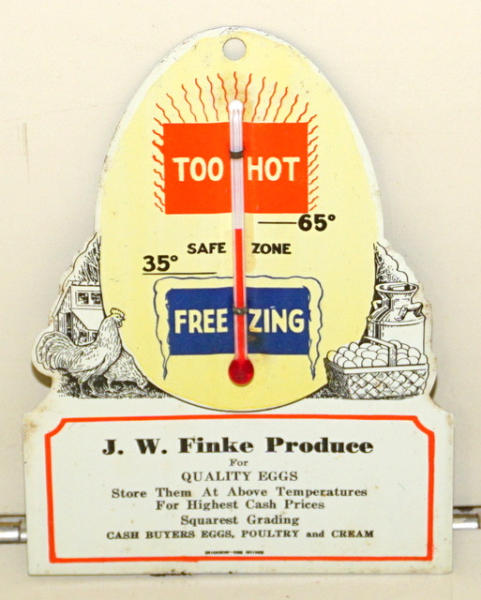 TOO HOT
65°
SAFE ZONE
35°
FREEZING
J. W. Finke Produce
For
QUALITY EGGS
Store Them At Above Temperatures
For Highest Cash Prices
Squarest Grading
CASH BUYERS EGGS, POULTRY and CREAM